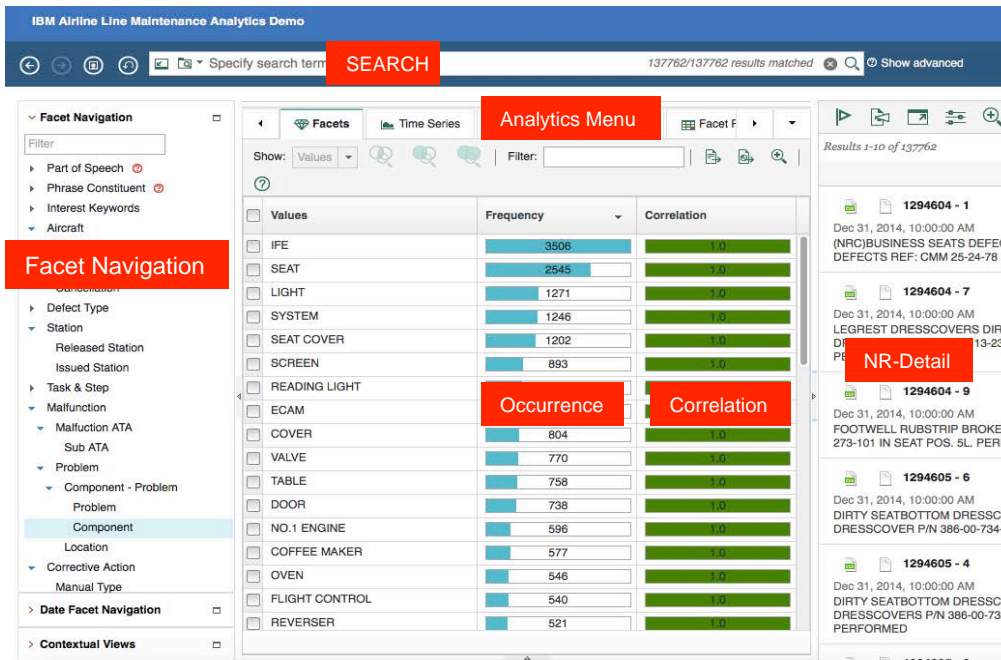 IBM Airline Line Maintenance Analytics Demo
Specify search term
SEARCH
137762/137762 results matched
Show advanced
Facet Navigation
Filter
Part of Speech
Phrase Constituent
Interest Keywords
Aircraft
Facet Navigation
Cancellation
Defect Type
Station
Released Station
Issued Station
Task & Step
Malfunction
Malfuction ATA
Sub ATA
Problem
Component - Problem
Problem
Component
Location
Corrective Action
Manual Type
Date Facet Navigation
Contextual Views
Facets
Time Series
Analytics Menu
Facet
Show: Values
Filter:
Values Frequency Correlation
IFE 3506 1.0
SEAT 2545 1.0
LIGHT 1271 1.0
SYSTEM 1246 1.0
SEAT COVER 1202 1.0
SCREEN 893 1.0
READING LIGHT
ECAM
Occurrence
Correlation
COVER 804 1.0
VALVE 770 1.0
TABLE 758 1.0
DOOR 738 1.0
NO.1 ENGINE 596 1.0
COFFEE MAKER 577 1.0
OVEN 546 1.0
FLIGHT CONTROL 540 1.0
REVERSER 521 1.0
Results 1-10 of 137762
1294604 - 1
Dec 31, 2014, 10:00:00 AM
(NRC)BUSINESS SEATS DEFE
DEFECTS REF: CMM 25-24-78
1294604 - 7
Dec 31, 2014, 10:00:00 AM
LEGREST DRESSCOVERS DIR
13-23
NR-Detail
1294604 - 9
Dec 31, 2014, 10:00:00 AM
FOOTWELL RUBSTRIP BROKE
273-101 IN SEAT POS. 5L. PER
1294605 - 6
Dec 31, 2014, 10:00:00 AM
DIRTY SEATBOTTOM DRESSC
DRESSCOVER P/N 386-00-734-
1294605 - 4
Dec 31, 2014, 10:00:00 AM
DIRTY SEATBOTTOM DRESSC
DRESSCOVERS P/N 386-00-73
PERFORMED